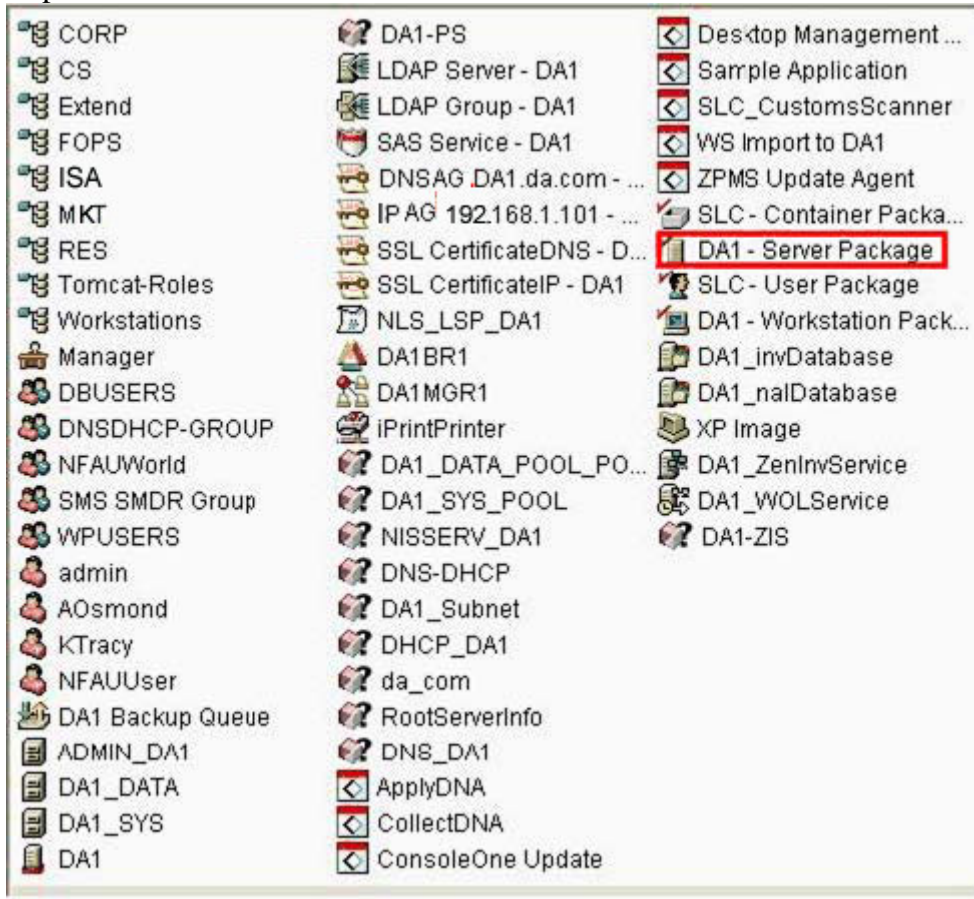 CORP
CS
Extend
FOPS
ISA
MKT
RES
Tomcat-Roles
Workstations
Manager
DBUSERS
DNSDHCP-GROUP
NFAUWorld
SMS SMDR Group
WPUSERS
admin
AOsmond
KTracy
NFAUUser
DA1 Backup Queue
ADMIN_DA1
DA1_DATA
DA1_SYS
DA1
DA1-PS
LDAP Server - DA1
LDAP Group - DA1
SAS Service - DA1
DNSAG DA1.da.com - ...
IPAG 192.168.1.101 - ...
SSL CertificateDNS - D...
SSL CertificateIP - DA1
NLS_LSP_DA1
DA1BR1
DA1MGR1
iPrintPrinter
DA1_DATA_POOL_PO...
DA1_SYS_POOL
NISSERV_DA1
DNS-DHCP
DA1_Subnet
DHCP_DA1
da_com
RootServerInfo
DNS_DA1
ApplyDNA
CollectDNA
ConsoleOne Update
Desktop Management ...
Sample Application
SLC_CustomsScanner
WS Import to DA1
ZPMS Update Agent
SLC - Container Packa...
DA1 - Server Package
SLC - User Package
DA1 - Workstation Pack...
DA1_invDatabase
DA1_nalDatabase
XP Image
DA1_ZenInvService
DA1_WOLService
DA1-ZIS